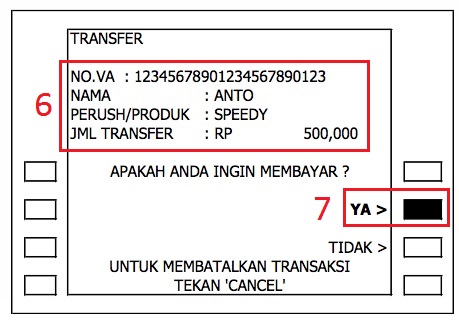 TRANSFER
6
NO.VA : 12345678901234567890123
NAMA : ANTO
PERUSH/PRODUK : SPEEDY
JML TRANSFER : RP 500,000
APAKAH ANDA INGIN MEMBAYAR ?
7 YA >
TIDAK >
UNTUK MEMBATALKAN TRANSAKSI
TEKAN 'CANCEL'